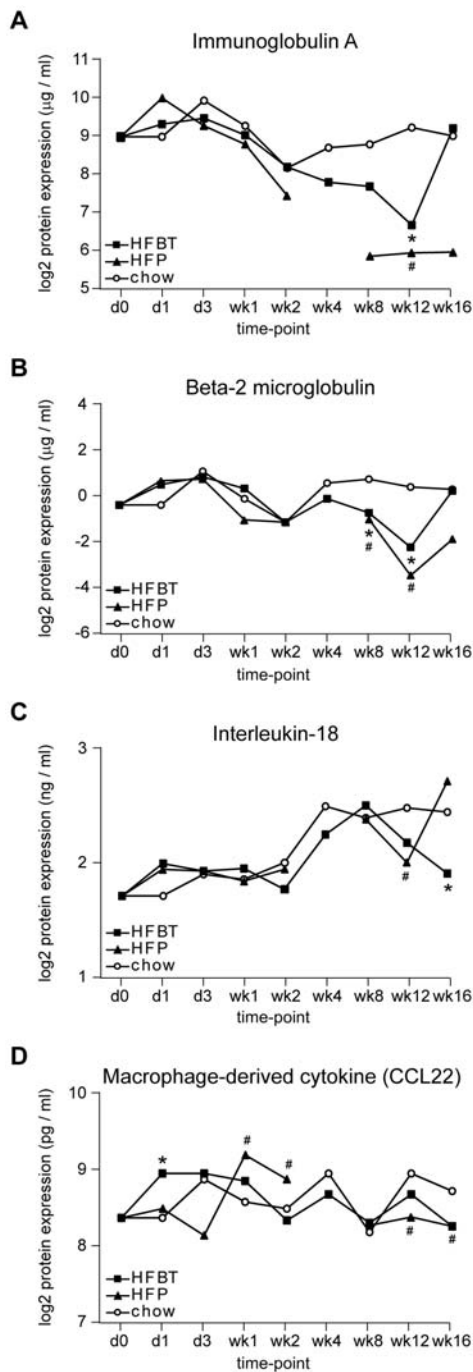 A
Immunoglobulin A
log2 protein expression (µg / ml)
11
10
9
8
7
6
5
HFBT
HFP
chow
*
#
d0 d1 d3 wk1 wk2 wk4 wk8 wk12 wk16
time-point
B
Beta-2 microglobulin
log2 protein expression (µg / ml)
4
2
0
-2
-4
-6
HFBT
HFP
chow
*
#
*
#
d0 d1 d3 wk1 wk2 wk4 wk8 wk12 wk16
time-point
C
Interleukin-18
log2 protein expression (ng / ml)
3
2
1
HFBT
HFP
chow
#
*
d0 d1 d3 wk1 wk2 wk4 wk8 wk12 wk16
time-point
D
Macrophage-derived cytokine (CCL22)
log2 protein expression (pg / ml)
10
9
8
7
*
#
#
#
#
HFBT
HFP
chow
d0 d1 d3 wk1 wk2 wk4 wk8 wk12 wk16
time-point